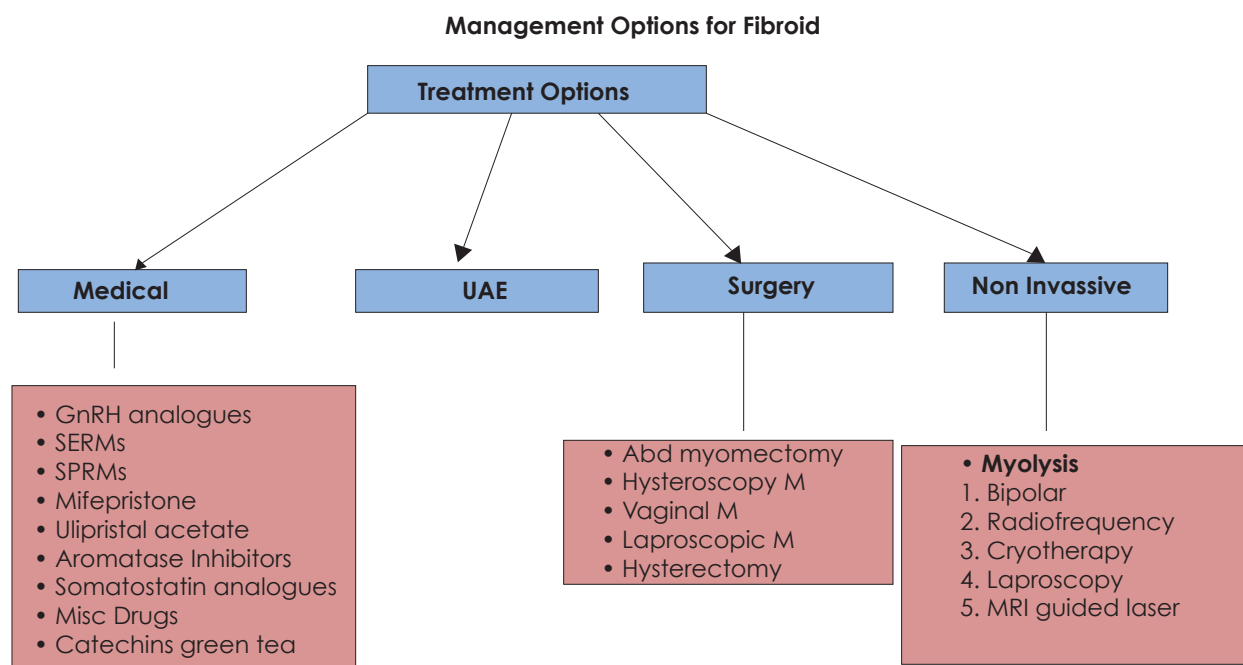 Management Options for Fibroid
Treatment Options
Medical
UAE
Surgery
Non Invassive
• GnRH analogues
• SERMs
• SPRMs
• Mifepristone
• Ulipristal acetate
• Aromatase Inhibitors
• Somatostatin analogues
• Misc Drugs
• Catechins green tea
• Abd myomectomy
• Hysteroscopy M
• Vaginal M
• Laproscopic M
• Hysterectomy
• Myolysis
1. Bipolar
2. Radiofrequency
3. Cryotherapy
4. Laproscopy
5. MRI guided laser